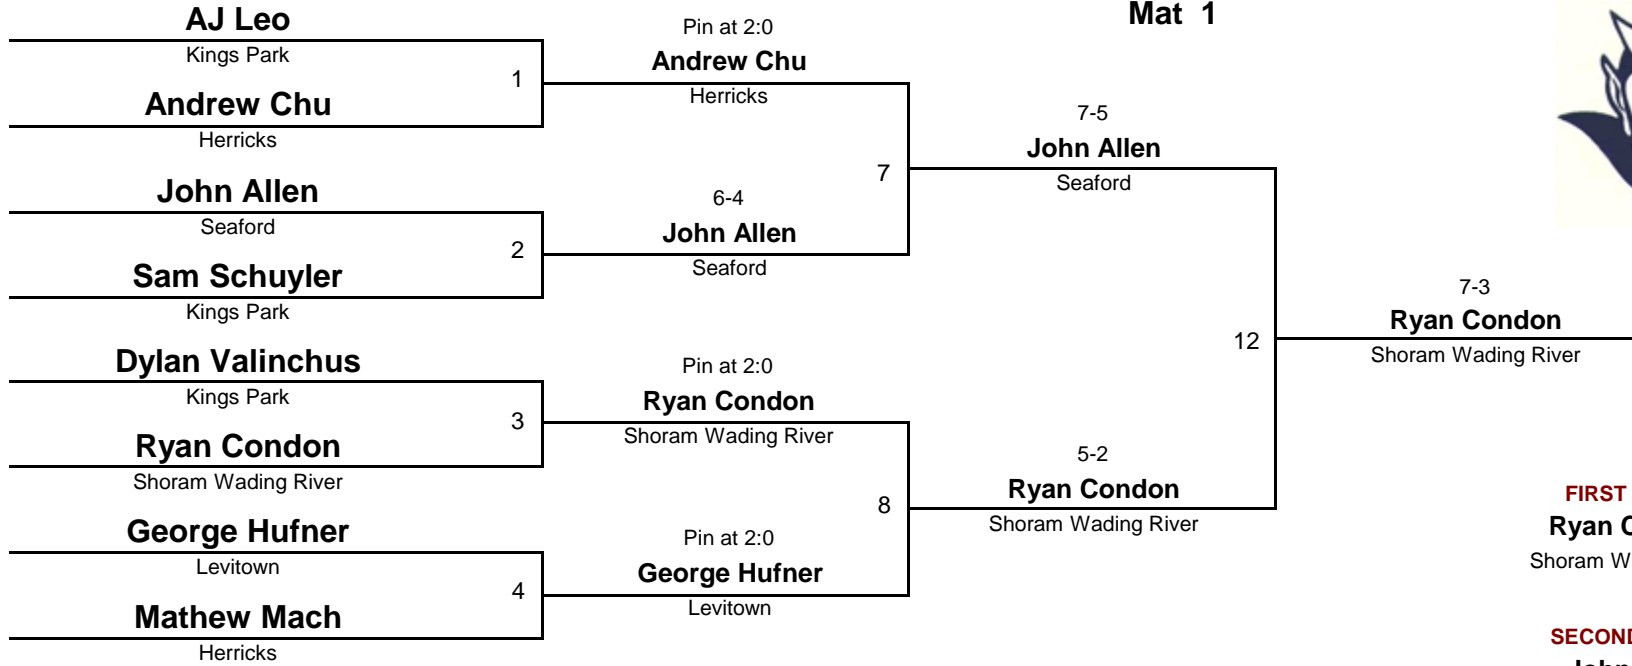 Mat 1
AJ Leo
Kings Park
1
Andrew Chu
Herricks
John Allen
Seaford
2
Sam Schuyler
Kings Park
Dylan Valinchus
Kings Park
3
Ryan Condon
Shoram Wading River
George Hufner
Levitown
4
Mathew Mach
Herricks
Pin at 2:0
Andrew Chu
Herricks
7
6-4
John Allen
Seaford
Pin at 2:0
Ryan Condon
Shoram Wading River
8
Pin at 2:0
George Hufner
Levitown
7-5
John Allen
Seaford
12
5-2
Ryan Condon
Shoram Wading River
7-3
Ryan Condon
Shoram Wading River
FIRST
Ryan C
Shoram W
SECOND